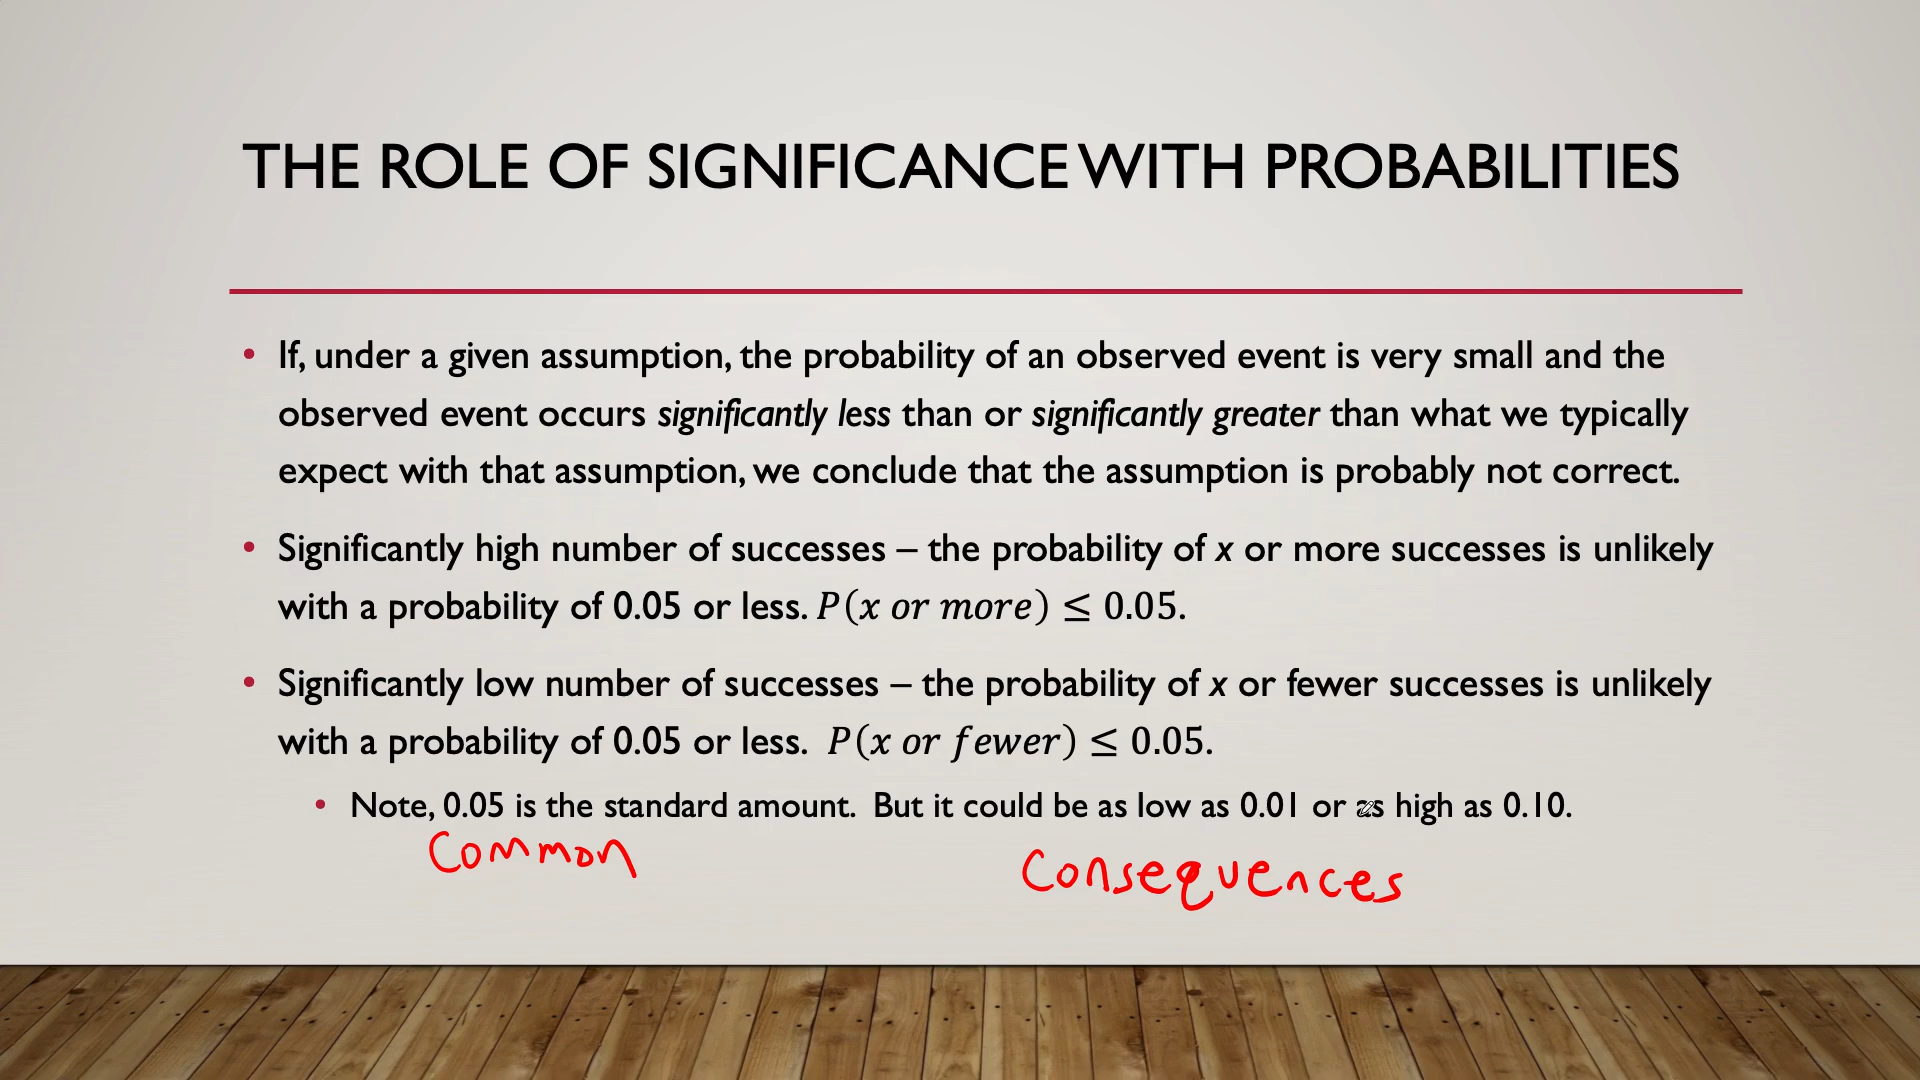 THE ROLE OF SIGNIFICANCE WITH PROBABILITIES
• If, under a given assumption, the probability of an observed event is very small and the
observed event occurs significantly less than or significantly greater than what we typically
expect with that assumption, we conclude that the assumption is probably not correct.
• Significantly high number of successes – the probability of x or more successes is unlikely
with a probability of 0.05 or less. P(x or more) ≤ 0.05.
• Significantly low number of successes – the probability of x or fewer successes is unlikely
with a probability of 0.05 or less. P(x or fewer) ≤ 0.05.
• Note, 0.05 is the standard amount. But it could be as low as 0.01 or as high as 0.10.
Common
Consequences